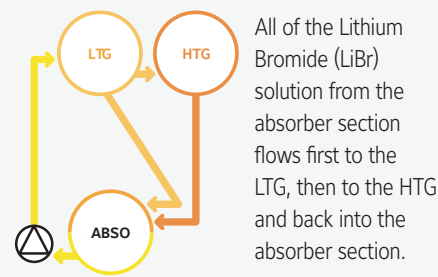 LTG
HTG
ABSO
All of the Lithium
Bromide (LiBr)
solution from the
absorber section
flows first to the
LTG, then to the HTG
and back into the
absorber section.